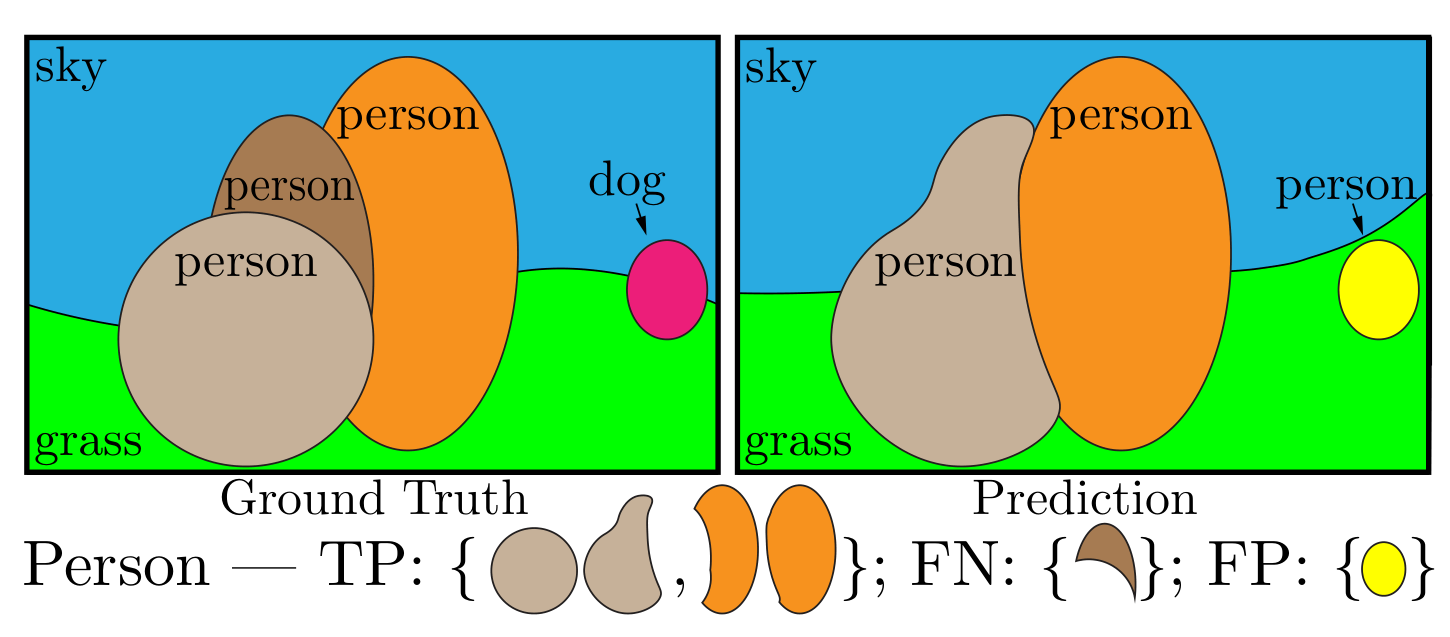 sky
person
person
person
dog
grass
sky
person
person
person
grass
Ground Truth
Prediction
Person — TP: { , }; FN: { }; FP: { }